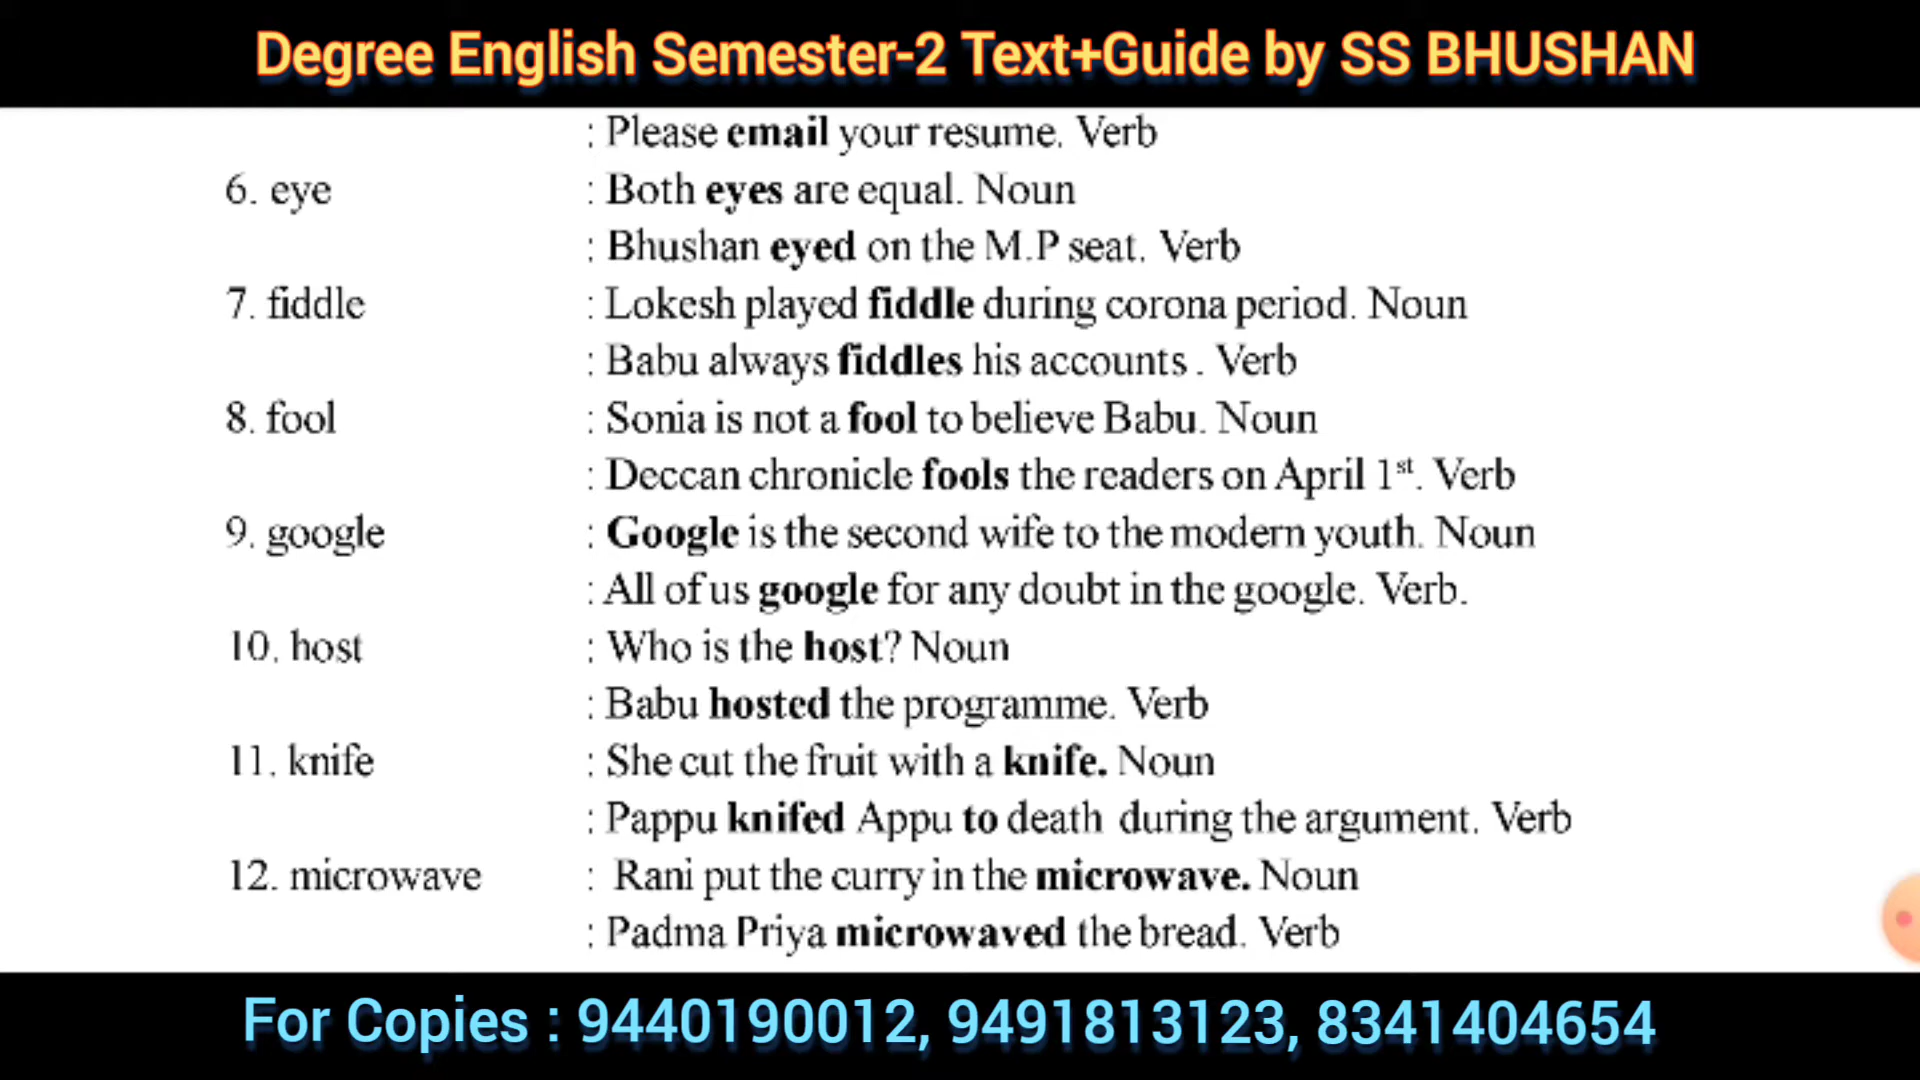 Degree English Semester-2 Text+Guide by SS BHUSHAN
: Please email your resume. Verb
6. eye : Both eyes are equal. Noun
: Bhushan eyed on the M.P seat. Verb
7. fiddle : Lokesh played fiddle during corona period. Noun
: Babu always fiddles his accounts . Verb
8. fool : Sonia is not a fool to believe Babu. Noun
: Deccan chronicle fools the readers on April 1st. Verb
9. google : Google is the second wife to the modern youth. Noun
: All of us google for any doubt in the google. Verb.
10. host : Who is the host? Noun
: Babu hosted the programme. Verb
11. knife : She cut the fruit with a knife. Noun
: Pappu knifed Appu to death during the argument. Verb
12. microwave : Rani put the curry in the microwave. Noun
: Padma Priya microwaved the bread. Verb
For Copies : 9440190012, 9491813123, 8341404654